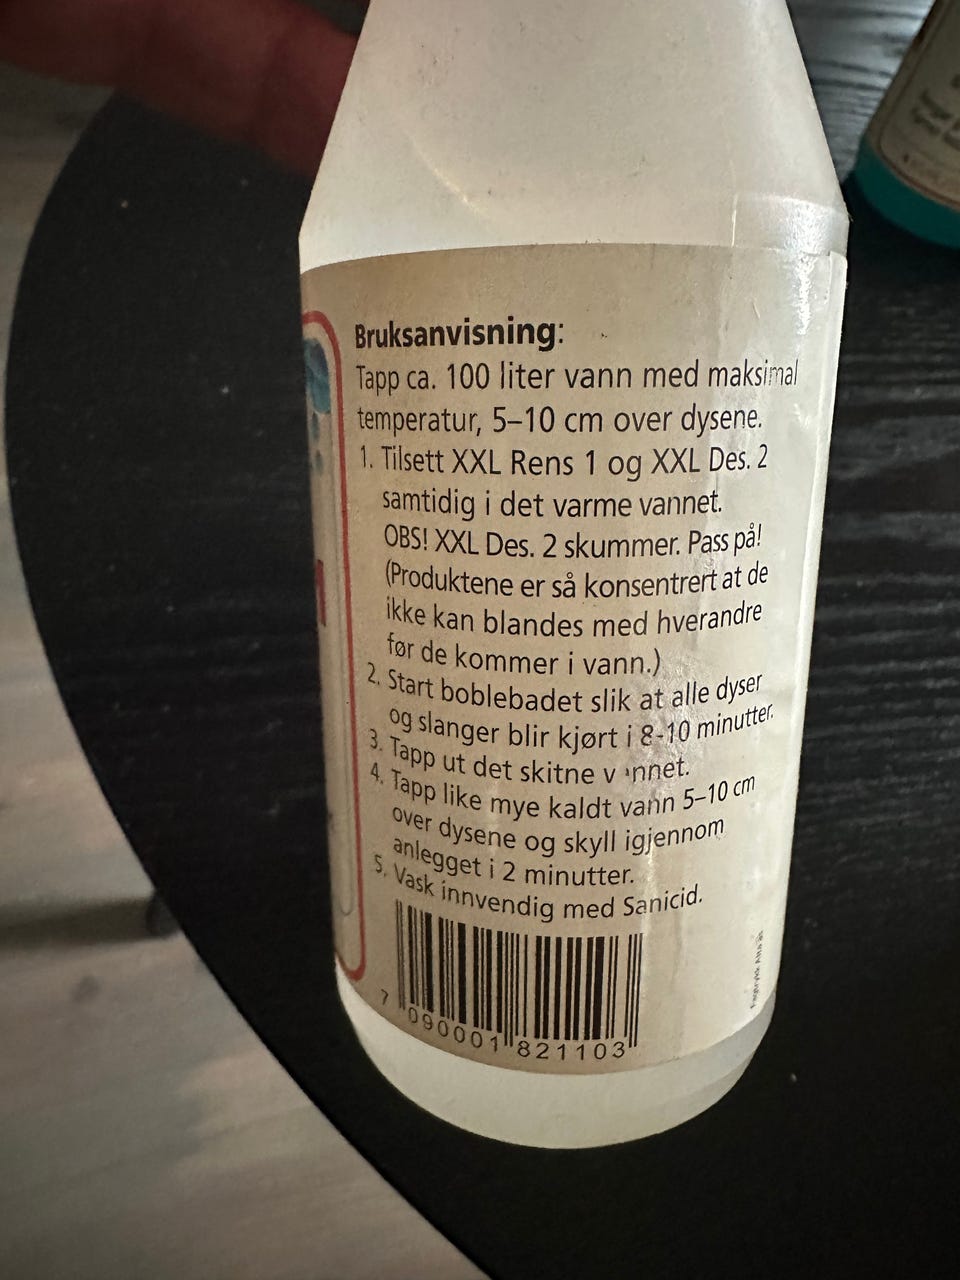 Bruksanvisning:
Tapp ca. 100 liter vann med maksimal
temperatur, 5–10 cm over dysene.
1. Tilsett XXL Rens 1 og XXL Des. 2
samtidig i det varme vannet.
OBS! XXL Des. 2 skummer. Pass på!
(Produktene er så konsentrert at de
ikke kan blandes med hverandre
før de kommer i vann.)
2. Start boblebadet slik at alle dyser
og slanger blir kjørt i 8-10 minutter.
3. Tapp ut det skitne v nnet.
4. Tapp like mye kaldt vann 5–10 cm
over dysene og skyll igjennom
anlegget i 2 minutter.
5. Vask innvendig med Sanicid.
7 090001 821103
Fagtrykk Alta as